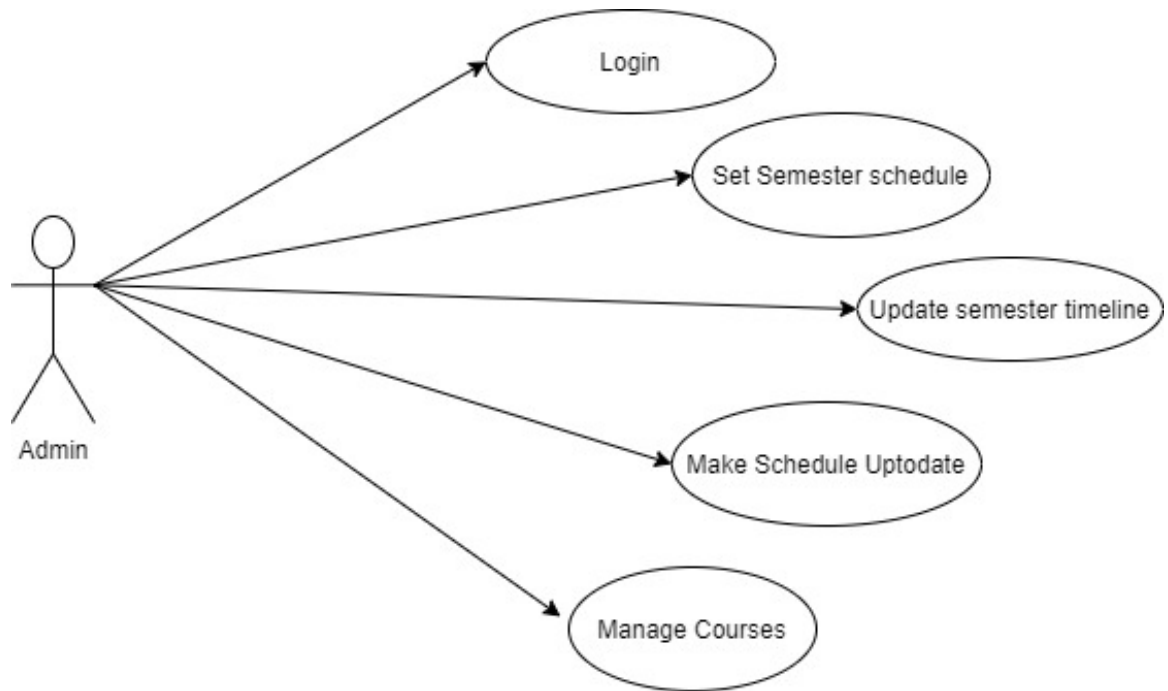 Login
Set Semester schedule
Update semester timeline
Admin
Make Schedule Uptodate
Manage Courses